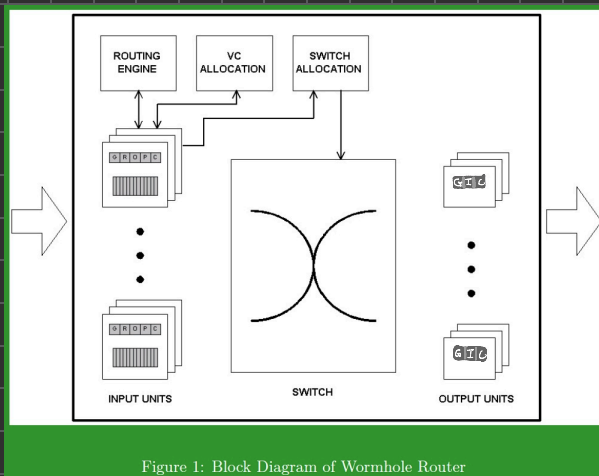 ROUTING
ENGINE
VC
ALLOCATION
SWITCH
ALLOCATION
G R O P C
G I C
G R O P C
G I C
INPUT UNITS
SWITCH
OUTPUT UNITS
Figure 1: Block Diagram of Wormhole Router